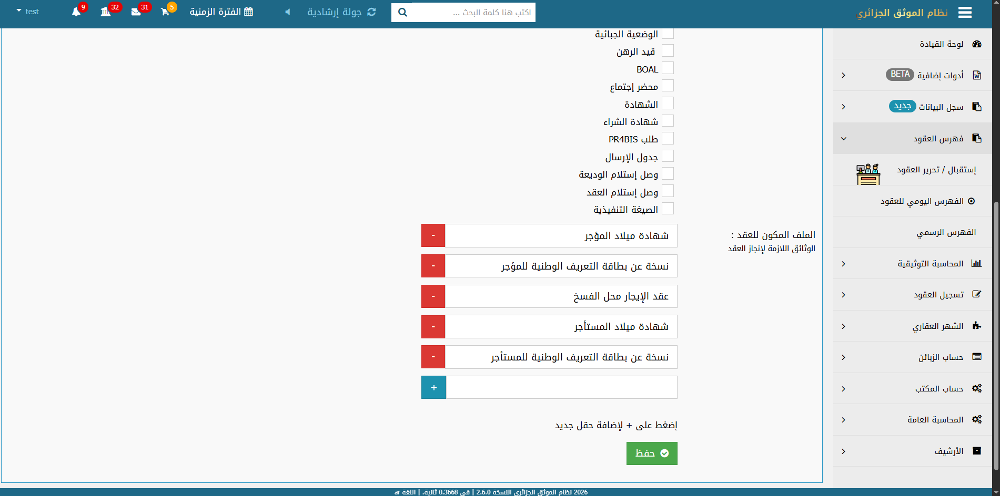 نظام الموثق الجزائري
اكتب هنا كلمة البحث ...
جولة إرشادية
الفترة الزمنية
5
31
32
9
test
لوحة القيادة
أدوات إضافية BETA
سجل البيانات جديد
فهرس العقود
إستقبال / تحرير العقود
الفهرس اليومي للعقود
الفهرس الرسمي
المحاسبة التوثيقية
تسجيل العقود
الشهر العقاري
حساب الزبائن
حساب المكتب
المحاسبة العامة
الأرشيف
الوضعية الجبائية
قيد الرهن
BOAL
محضر إجتماع
الشهادة
شهادة الشراء
طلب PR4BIS
جدول الإرسال
وصل إستلام الوديعة
وصل إستلام العقد
الصيغة التنفيذية
الملف المكون للعقد :
الوثائق اللازمة لإنجاز العقد
شهادة ميلاد المؤجر -
نسخة عن بطاقة التعريف الوطنية للمؤجر -
عقد الإيجار محل الفسخ -
شهادة ميلاد المستأجر -
نسخة عن بطاقة التعريف الوطنية للمستأجر -
+
إضغط على + لإضافة حقل جديد
حفظ
2026 نظام الموثق الجزائري النسخة 2.6.0 | في 0.3668 ثانية. | اللغة ar